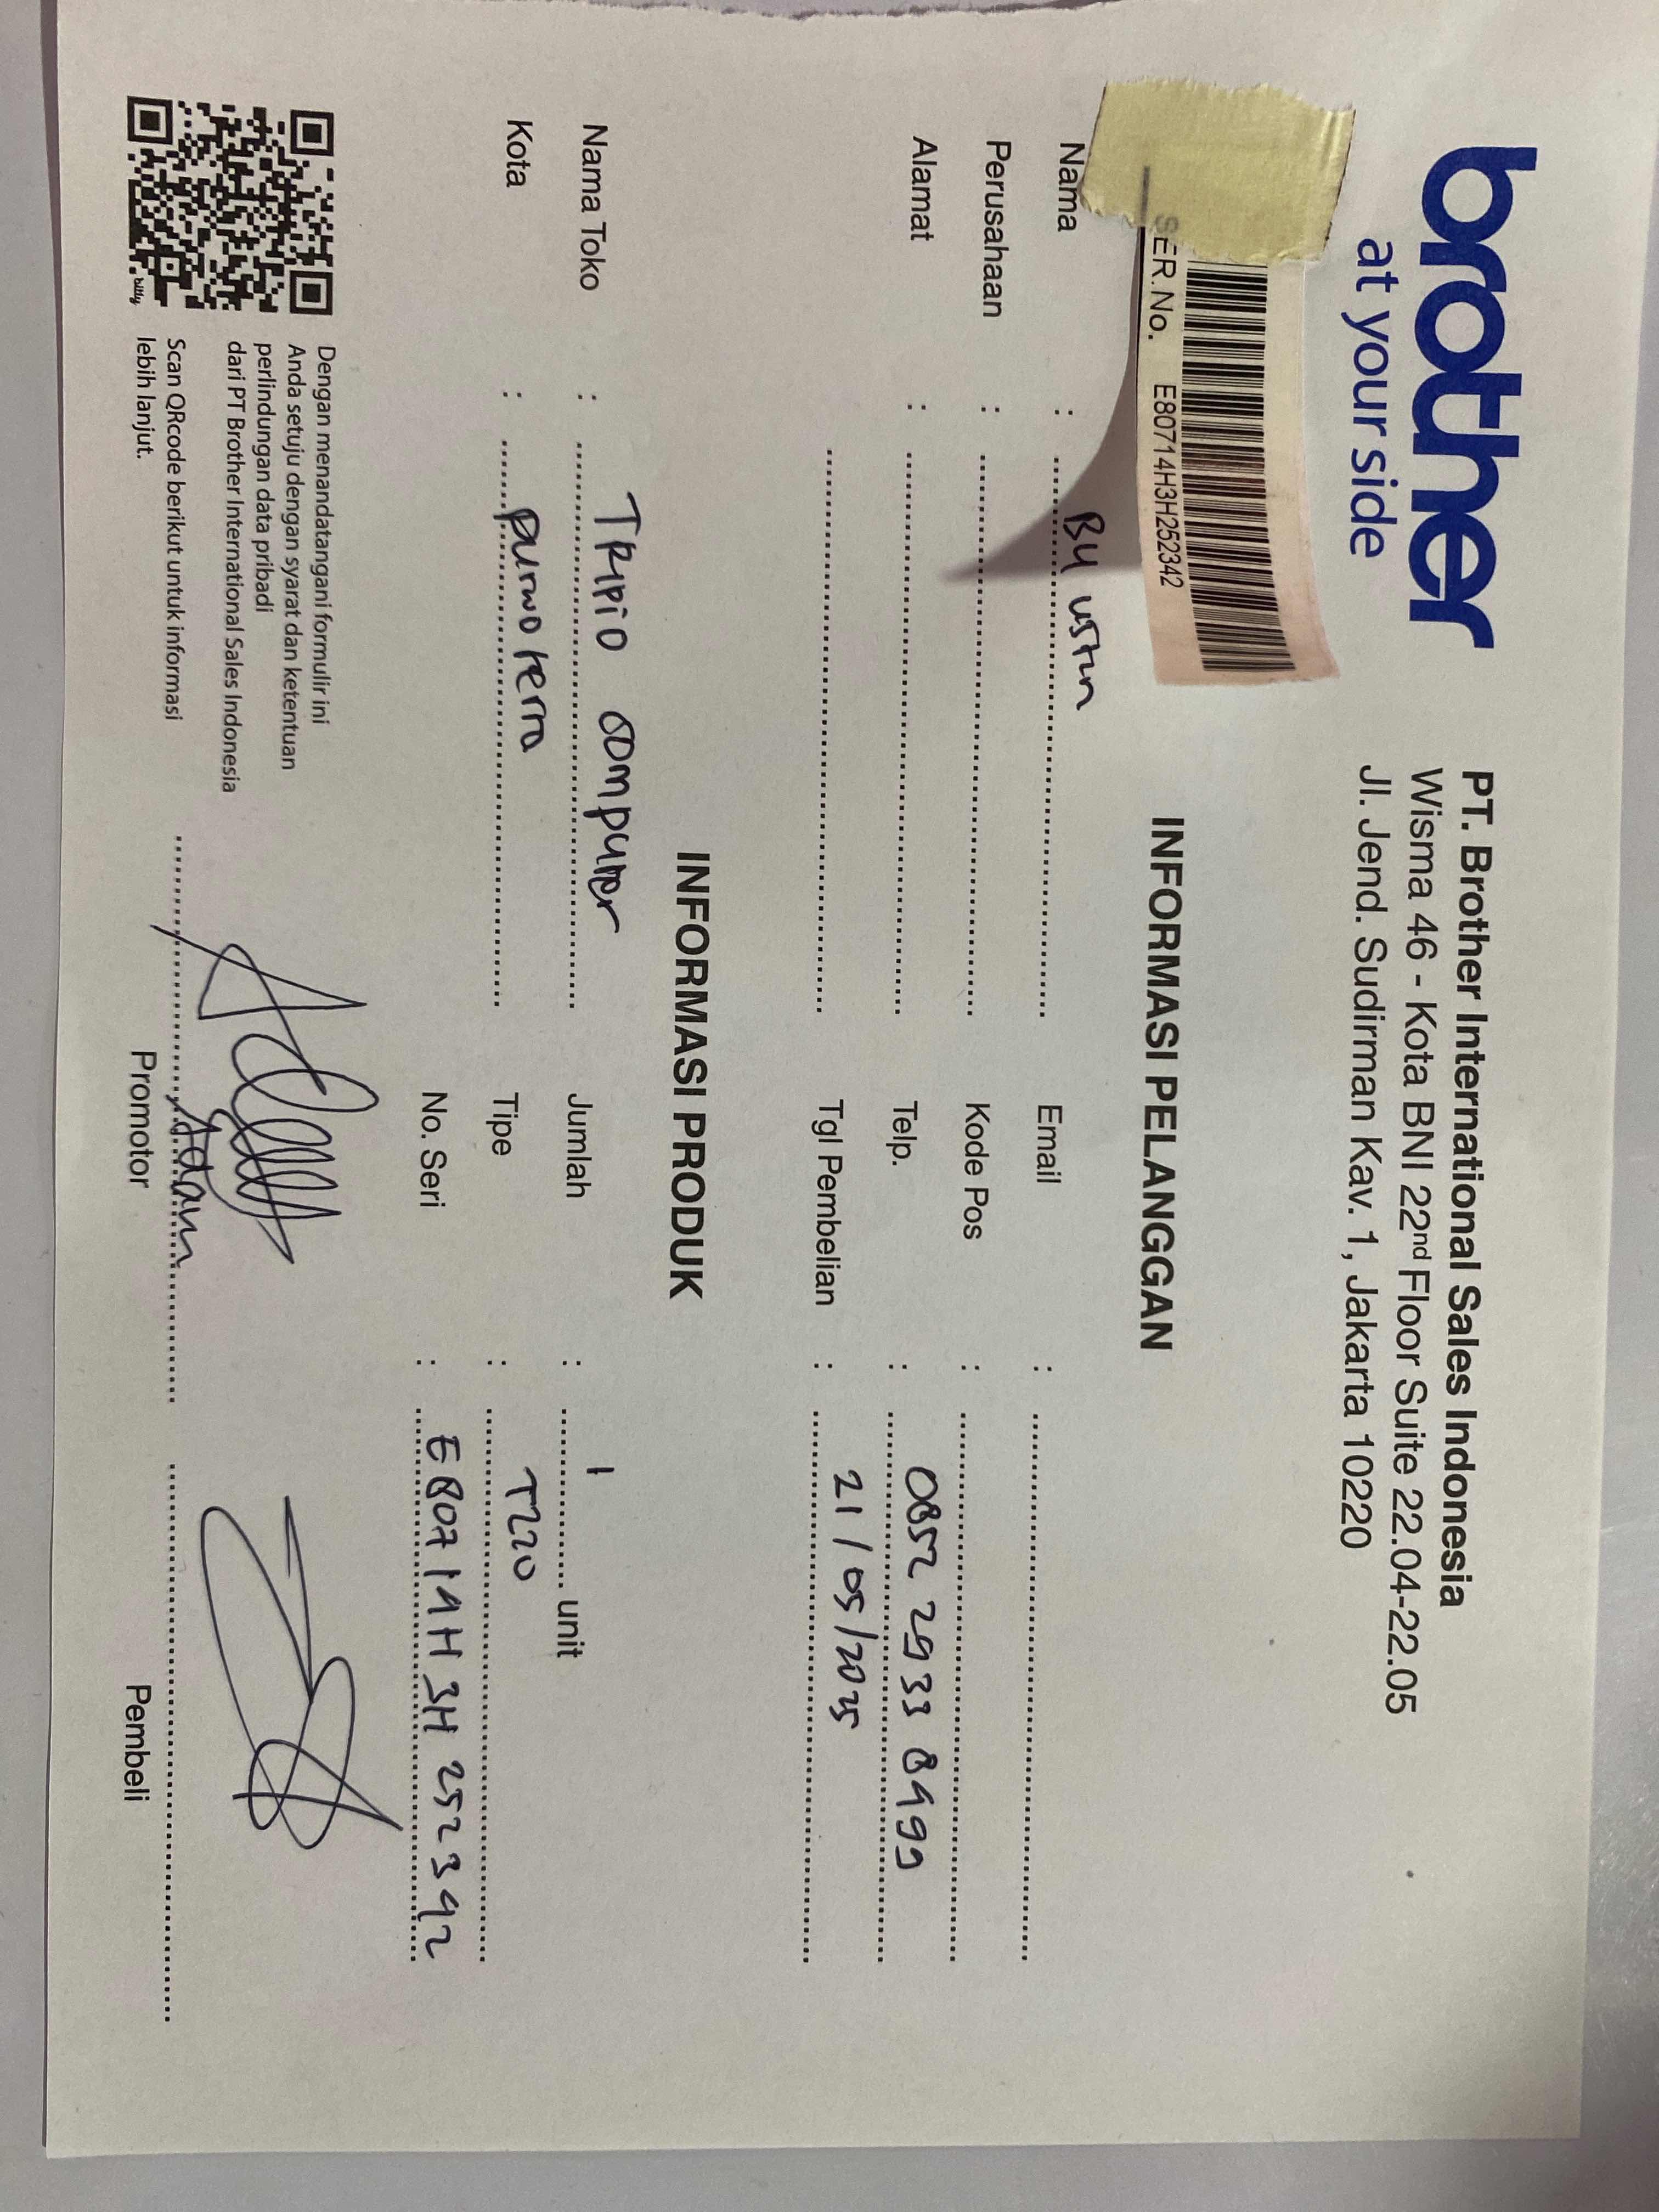 brother
at your side
PT. Brother International Sales Indonesia
Wisma 46 - Kota BNI 22nd Floor Suite 22.04-22.05
Jl. Jend. Sudirman Kav. 1, Jakarta 10220
SER. No. E80714H3H252342
INFORMASI PELANGGAN
Nama : Bu
Perusahaan :
Alamat :
Email :
Kode Pos :
Telp. : 0852 2933 8499
Tgl Pembelian : 21/05/2025
INFORMASI PRODUK
Nama Toko : computer
Kota :
Jumlah : 1 unit
Tipe : T220
No. Seri : E80714H3H252342
Dengan menandatangani formulir ini
Anda setuju dengan syarat dan ketentuan
perlindungan data pribadi
dari PT Brother International Sales Indonesia
Scan QRcode berikut untuk informasi
lebih lanjut.
bitly
Adam
Promotor
Pembeli